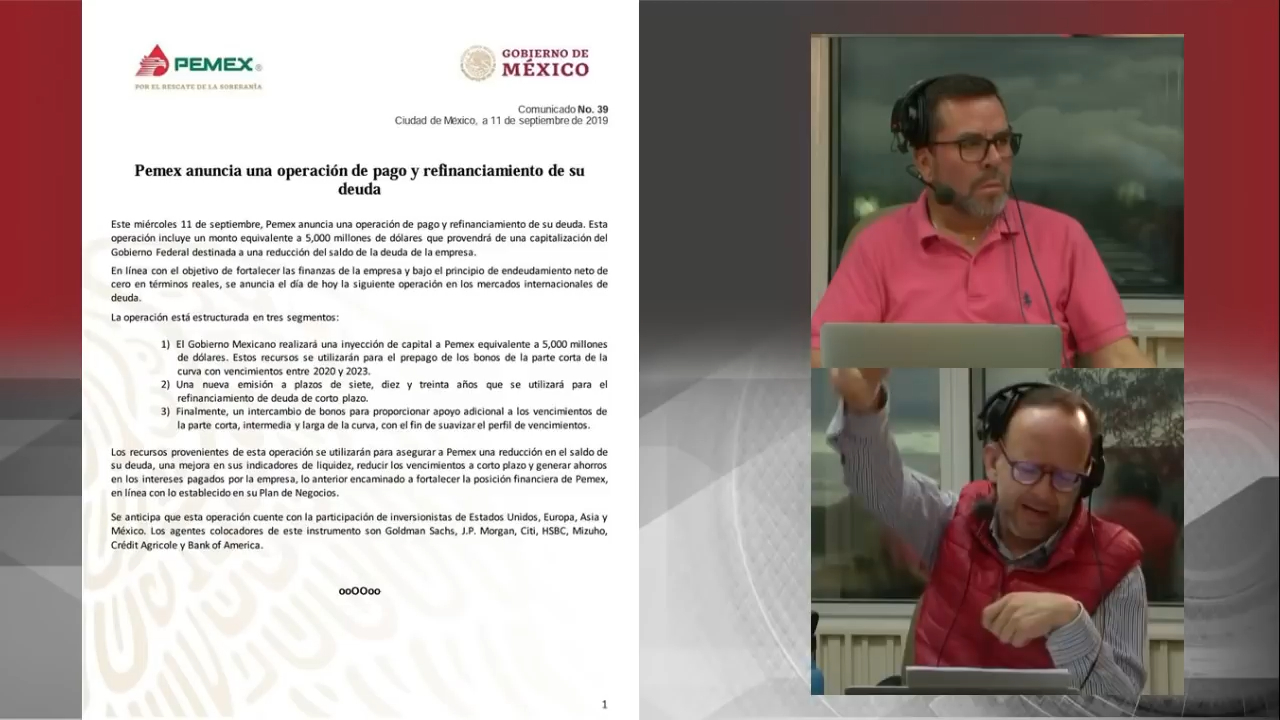 PEMEX®
POR EL RESCATE DE LA SOBERANÍA
GOBIERNO DE
MÉXICO
Comunicado No. 39
Ciudad de México, a 11 de septiembre de 2019
Pemex anuncia una operación de pago y refinanciamiento de su
deuda
Este miércoles 11 de septiembre, Pemex anuncia una operación de pago y refinanciamiento de su deuda. Esta
operación incluye un monto equivalente a 5,000 millones de dólares que provendrá de una capitalización del
Gobierno Federal destinada a una reducción del saldo de la deuda de la empresa.
En línea con el objetivo de fortalecer las finanzas de la empresa y bajo el principio de endeudamiento neto de
cero en términos reales, se anuncia el día de hoy la siguiente operación en los mercados internacionales de
deuda.
La operación está estructurada en tres segmentos:
1) El Gobierno Mexicano realizará una inyección de capital a Pemex equivalente a 5,000 millones
de dólares. Estos recursos se utilizarán para el prepago de los bonos de la parte corta de la
curva con vencimientos entre 2020 y 2023.
2) Una nueva emisión a plazos de siete, diez y treinta años que se utilizará para el
refinanciamiento de deuda de corto plazo.
3) Finalmente, un intercambio de bonos para proporcionar apoyo adicional a los vencimientos de
la parte corta, intermedia y larga de la curva, con el fin de suavizar el perfil de vencimientos.
Los recursos provenientes de esta operación se utilizarán para asegurar a Pemex una reducción en el saldo de
su deuda, una mejora en sus indicadores de liquidez, reducir los vencimientos a corto plazo y generar ahorros
en los intereses pagados por la empresa, lo anterior encaminado a fortalecer la posición financiera de Pemex,
en línea con lo establecido en su Plan de Negocios.
Se anticipa que esta operación cuente con la participación de inversionistas de Estados Unidos, Europa, Asia y
México. Los agentes colocadores de este instrumento son Goldman Sachs, J.P. Morgan, Citi, HSBC, Mizuho,
Crédit Agricole y Bank of America.
ooOOoo
1